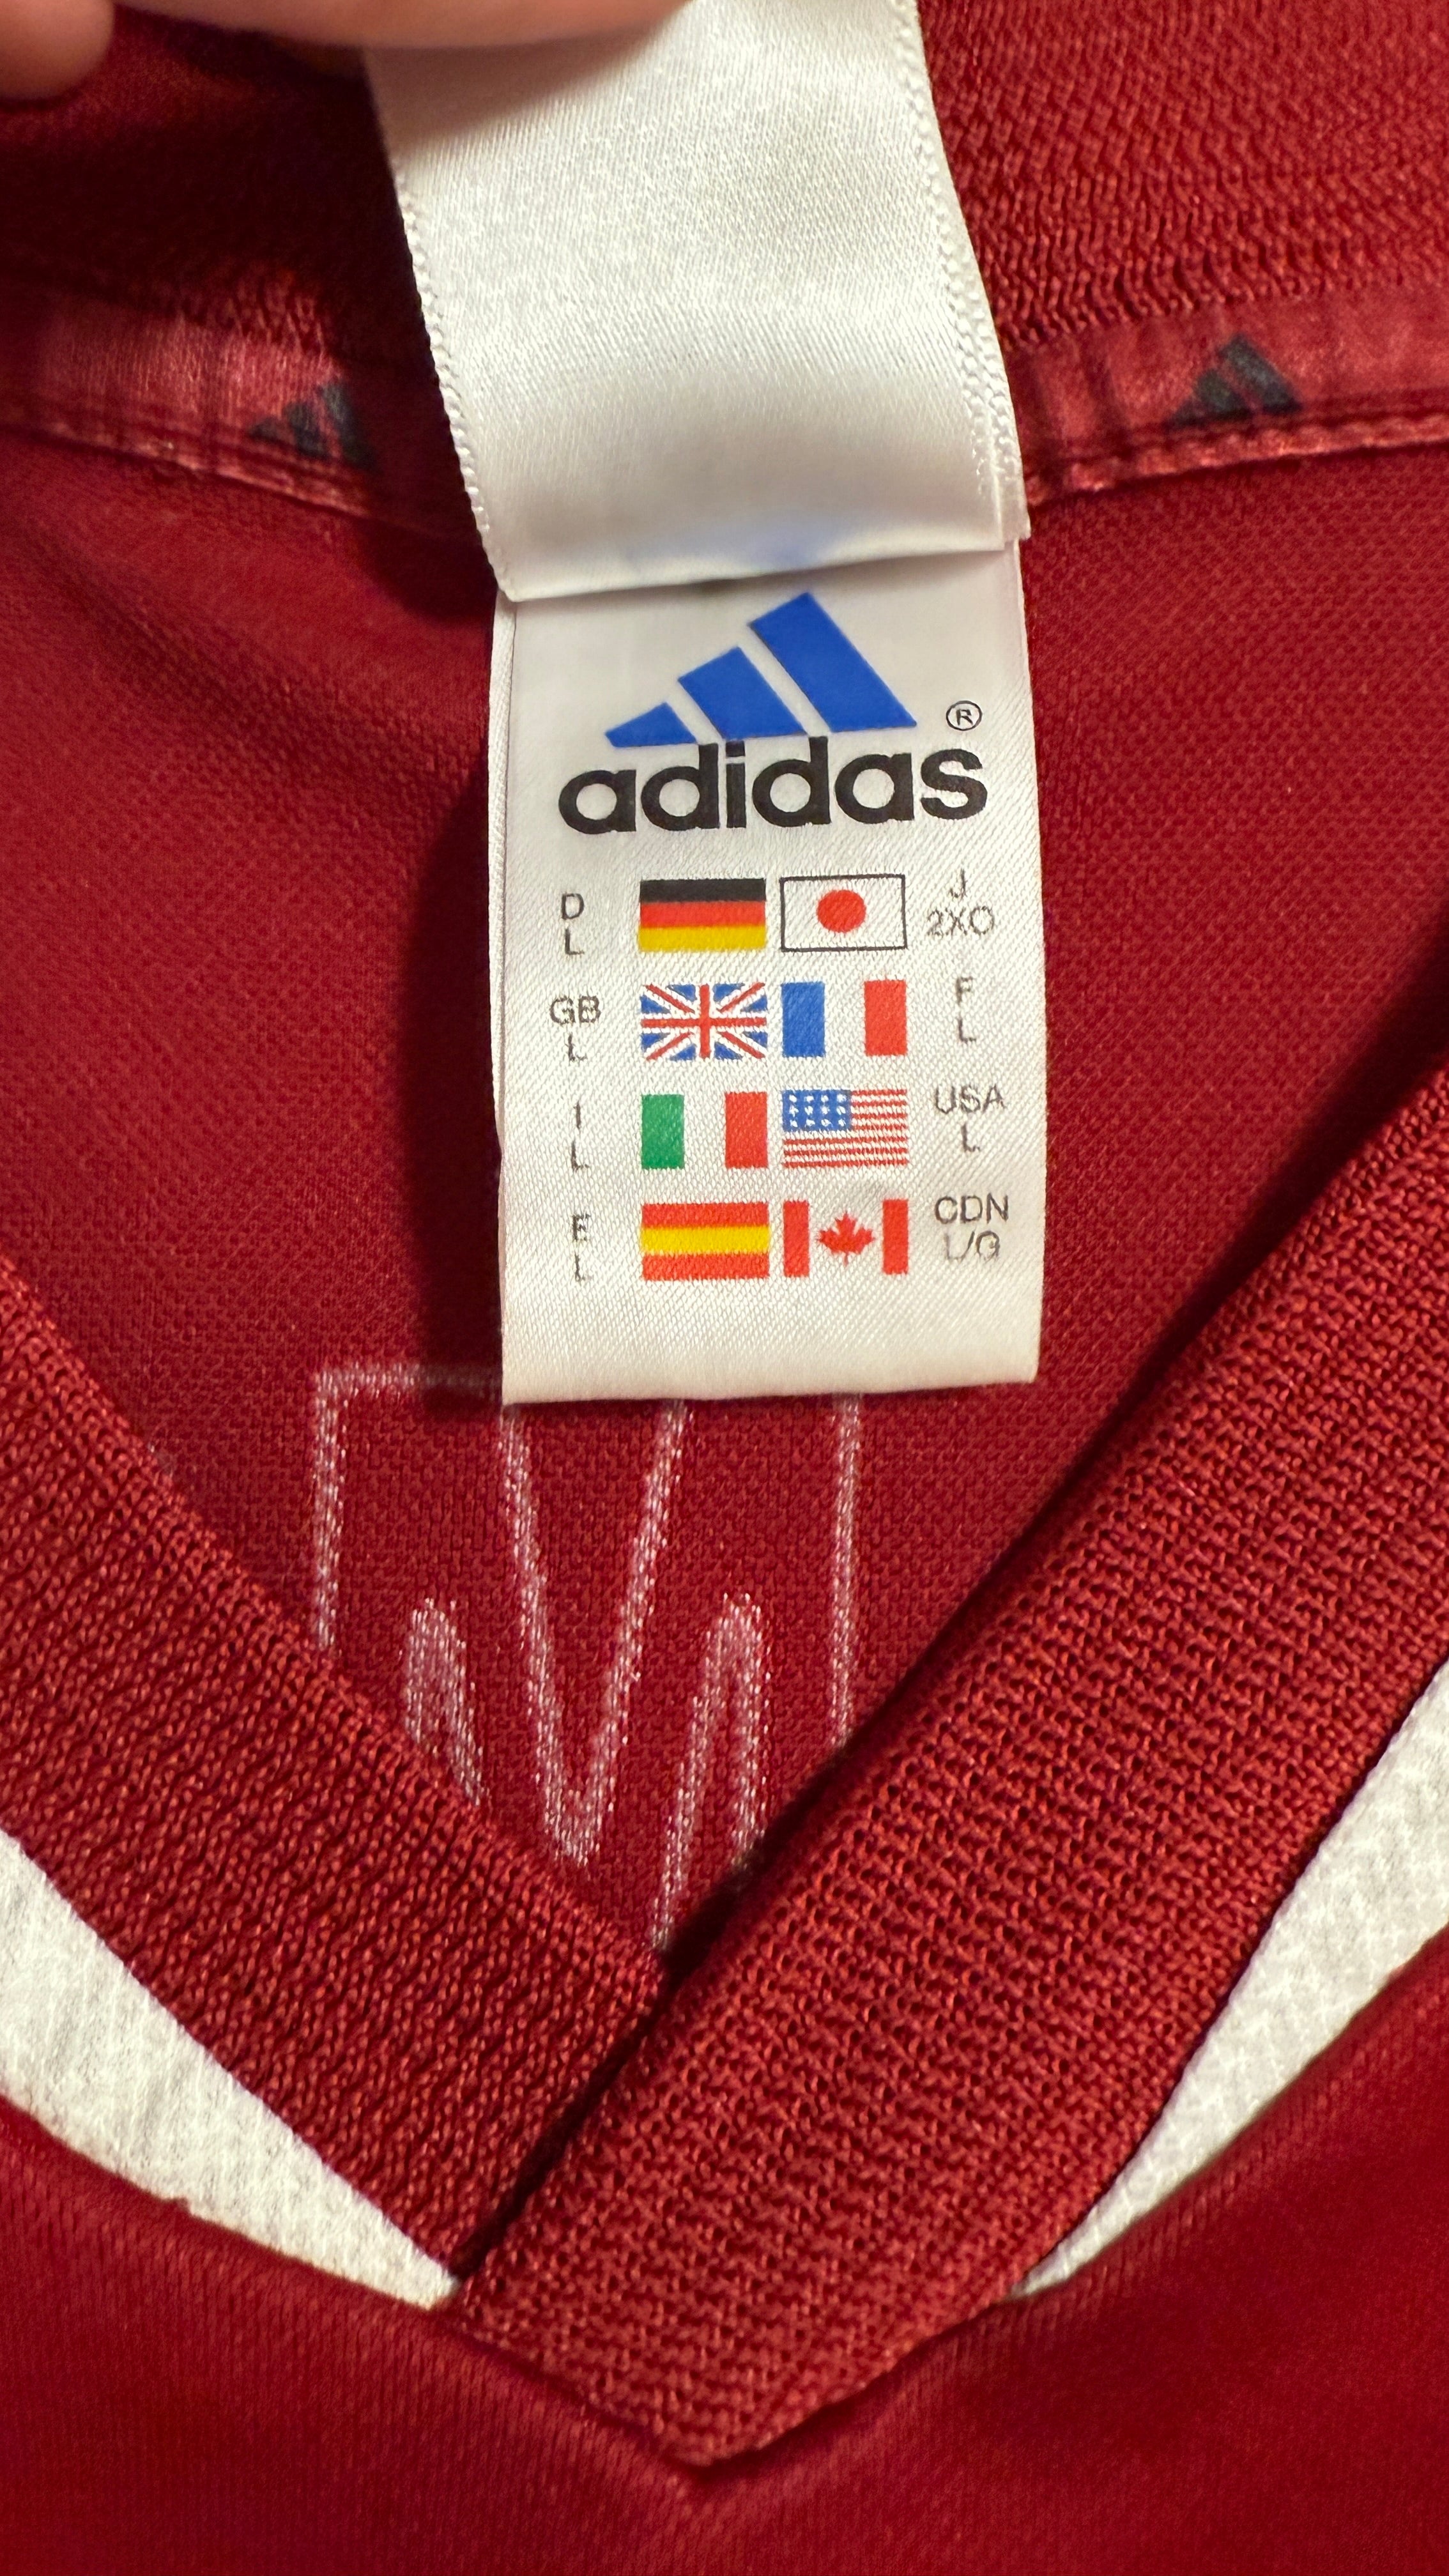 ®
adidas
D J
L 2XO
GB F
L L
I USA
L L
E CDN
L L/G